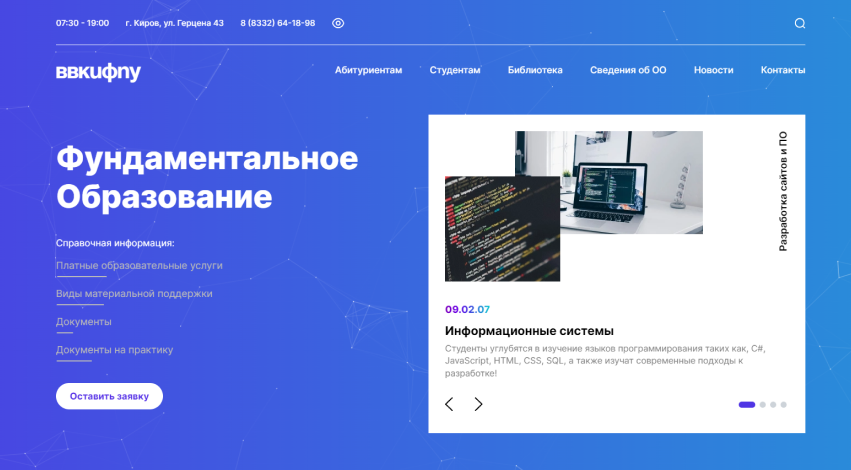 07:30 - 19:00 г. Киров, ул. Герцена 43 8 (8332) 64-18-98
ввкифпу
Абитуриентам Студентам Библиотека Сведения об ОО Новости Контакты
Фундаментальное
Образование
Справочная информация:
Платные образовательные услуги
Виды материальной поддержки
Документы
Документы на практику
Оставить заявку
Разработка сайтов и ПО
09.02.07
Информационные системы
Студенты углубятся в изучение языков программирования таких как, C#,
JavaScript, HTML, CSS, SQL, а также изучат современные подходы к
разработке!